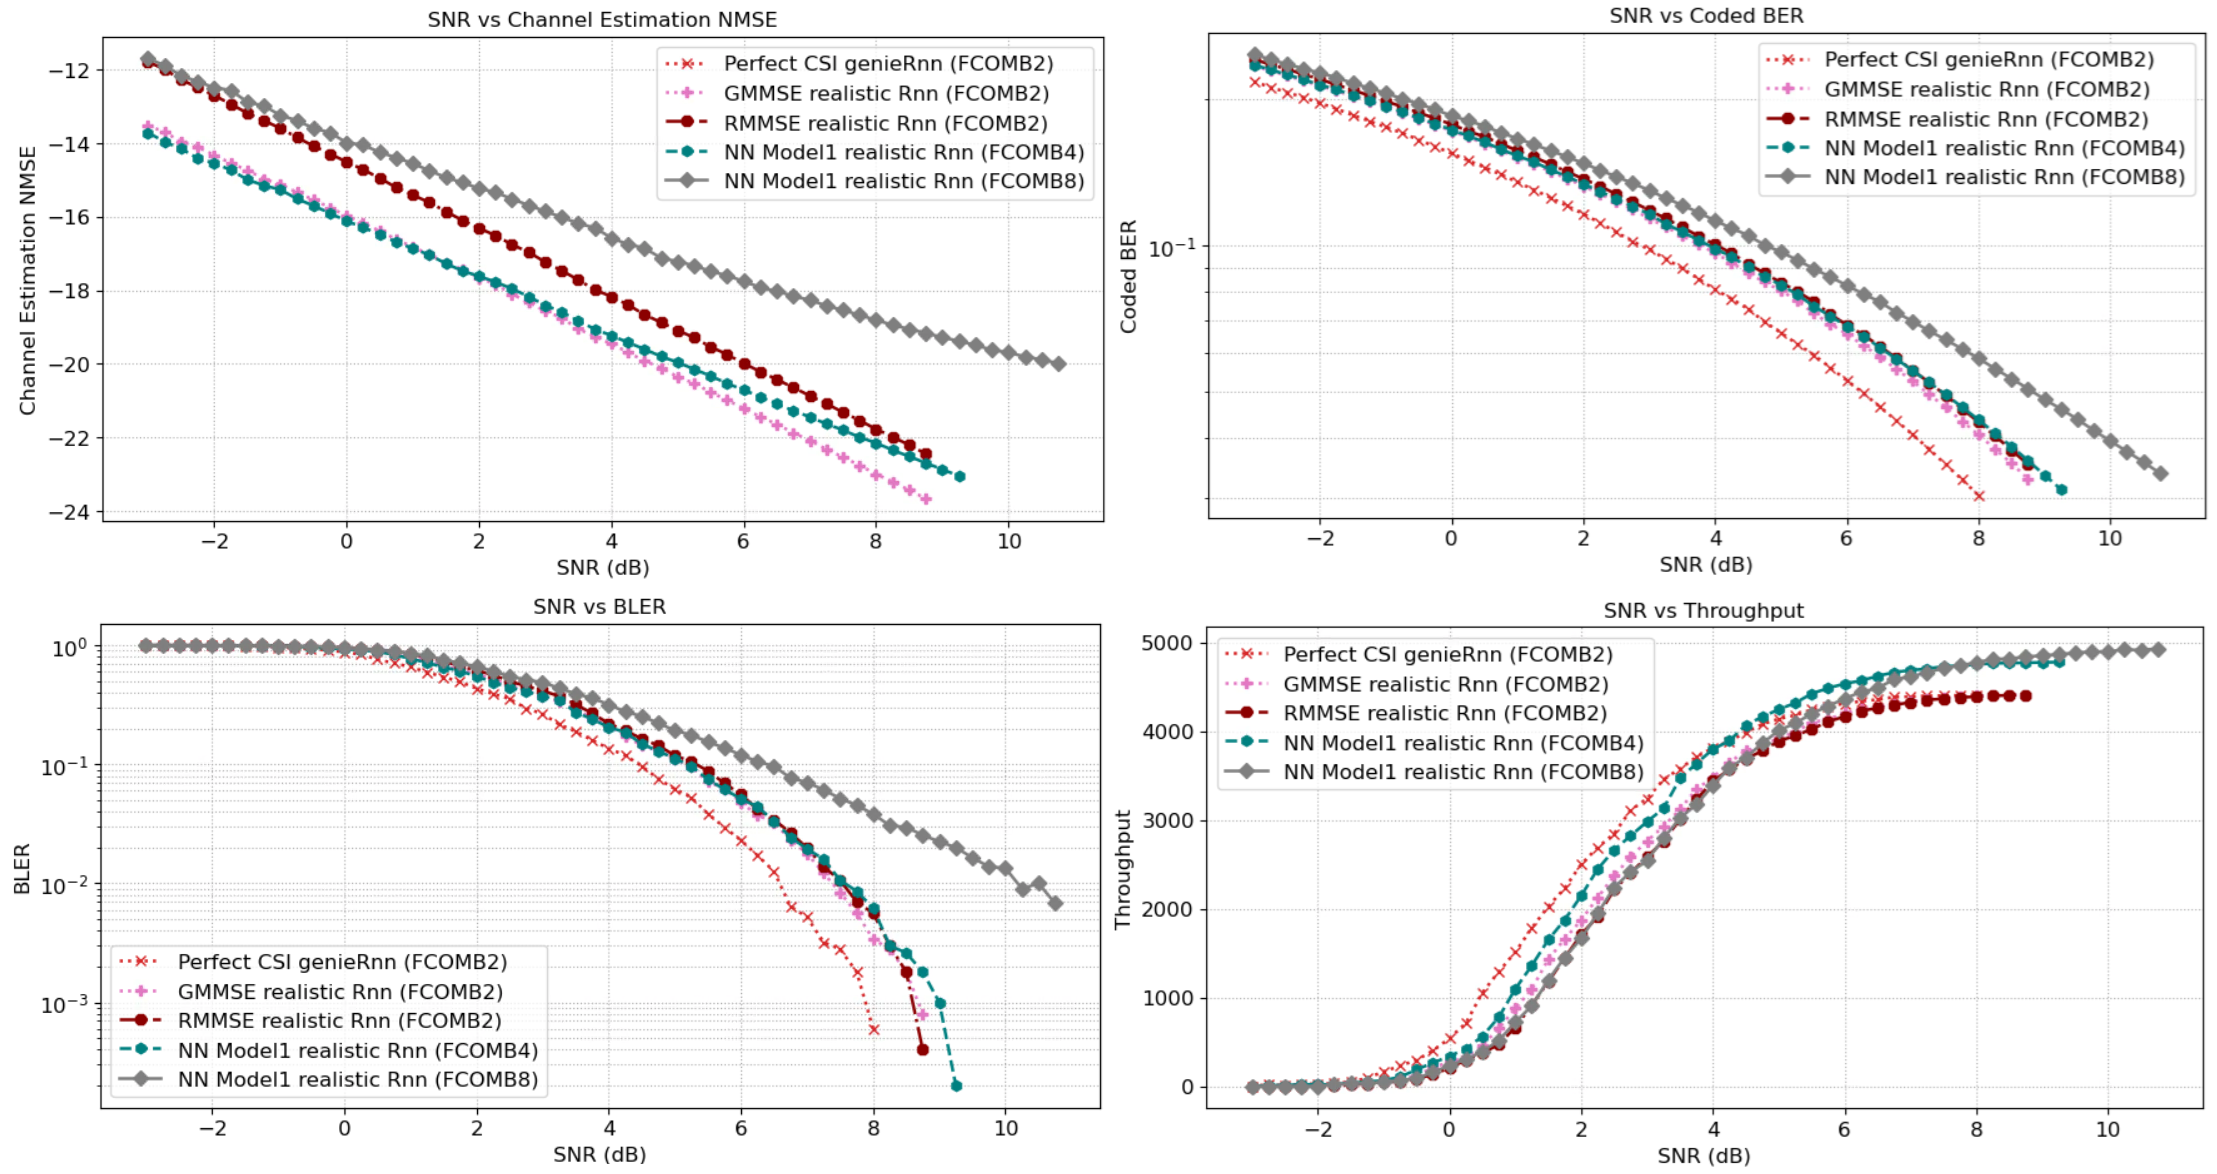 SNR vs Channel Estimation NMSE
Channel Estimation NMSE
−12
−14
−16
−18
−20
−22
−24
Perfect CSI genieRnn (FCOMB2)
GMMSE realistic Rnn (FCOMB2)
RMMSE realistic Rnn (FCOMB2)
NN Model1 realistic Rnn (FCOMB4)
NN Model1 realistic Rnn (FCOMB8)
−2 0 2 4 6 8 10
SNR (dB)
SNR vs Coded BER
Coded BER
10⁻¹
Perfect CSI genieRnn (FCOMB2)
GMMSE realistic Rnn (FCOMB2)
RMMSE realistic Rnn (FCOMB2)
NN Model1 realistic Rnn (FCOMB4)
NN Model1 realistic Rnn (FCOMB8)
−2 0 2 4 6 8 10
SNR (dB)
SNR vs BLER
BLER
10⁰
10⁻¹
10⁻²
10⁻³
Perfect CSI genieRnn (FCOMB2)
GMMSE realistic Rnn (FCOMB2)
RMMSE realistic Rnn (FCOMB2)
NN Model1 realistic Rnn (FCOMB4)
NN Model1 realistic Rnn (FCOMB8)
−2 0 2 4 6 8 10
SNR (dB)
SNR vs Throughput
Throughput
5000
4000
3000
2000
1000
0
Perfect CSI genieRnn (FCOMB2)
GMMSE realistic Rnn (FCOMB2)
RMMSE realistic Rnn (FCOMB2)
NN Model1 realistic Rnn (FCOMB4)
NN Model1 realistic Rnn (FCOMB8)
−2 0 2 4 6 8 10
SNR (dB)